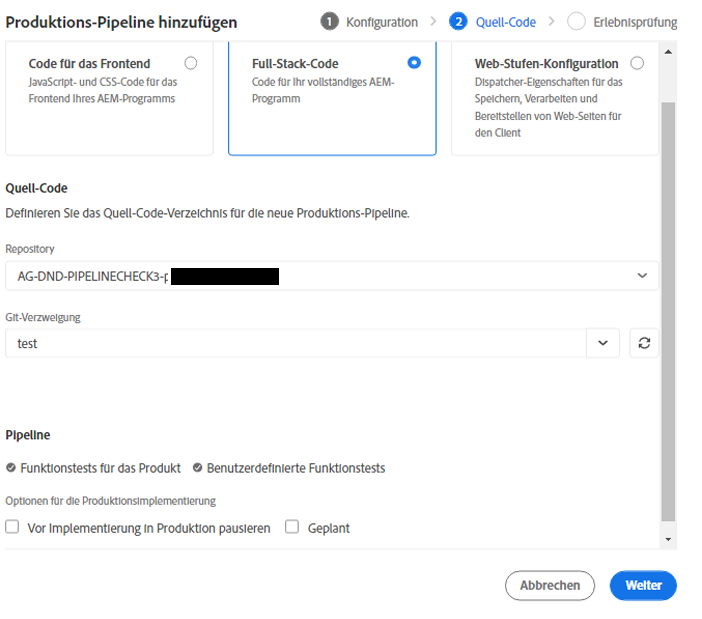 Produktions-Pipeline hinzufügen
1 Konfiguration
2 Quell-Code
Erlebnisprüfung
Code für das Frontend
JavaScript- und CSS-Code für das
Frontend Ihres AEM-Programms
Full-Stack-Code
Code für Ihr vollständiges AEM-
Programm
Web-Stufen-Konfiguration
Dispatcher-Eigenschaften für das
Speichern, Verarbeiten und
Bereitstellen von Web-Seiten für
den Client
Quell-Code
Definieren Sie das Quell-Code-Verzeichnis für die neue Produktions-Pipeline.
Repository
AG-DND-PIPELINECHECK3-p
Git-Verzweigung
test
Pipeline
Funktionstests für das Produkt
Benutzerdefinierte Funktionstests
Optionen für die Produktionsimplementierung
Vor Implementierung in Produktion pausieren
Geplant
Abbrechen
Weiter